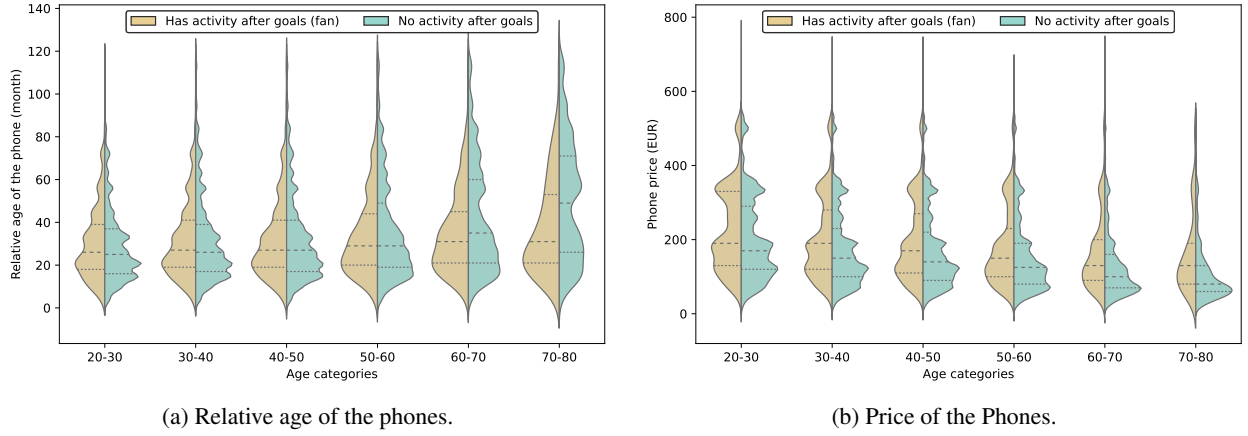 Has activity after goals (fan)
No activity after goals
Relative age of the phone (month)
140
120
100
80
60
40
20
0
20-30
30-40
40-50
50-60
60-70
70-80
Age categories
(a) Relative age of the phones.
Has activity after goals (fan)
No activity after goals
Phone price (EUR)
800
600
400
200
0
20-30
30-40
40-50
50-60
60-70
70-80
Age categories
(b) Price of the Phones.